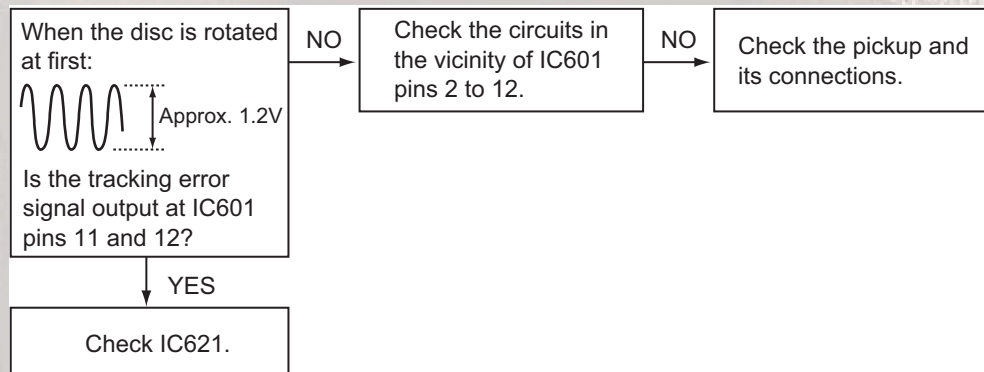 When the disc is rotated
at first:
Approx. 1.2V
Is the tracking error
signal output at IC601
pins 11 and 12?
NO
Check the circuits in
the vicinity of IC601
pins 2 to 12.
NO
Check the pickup and
its connections.
YES
Check IC621.